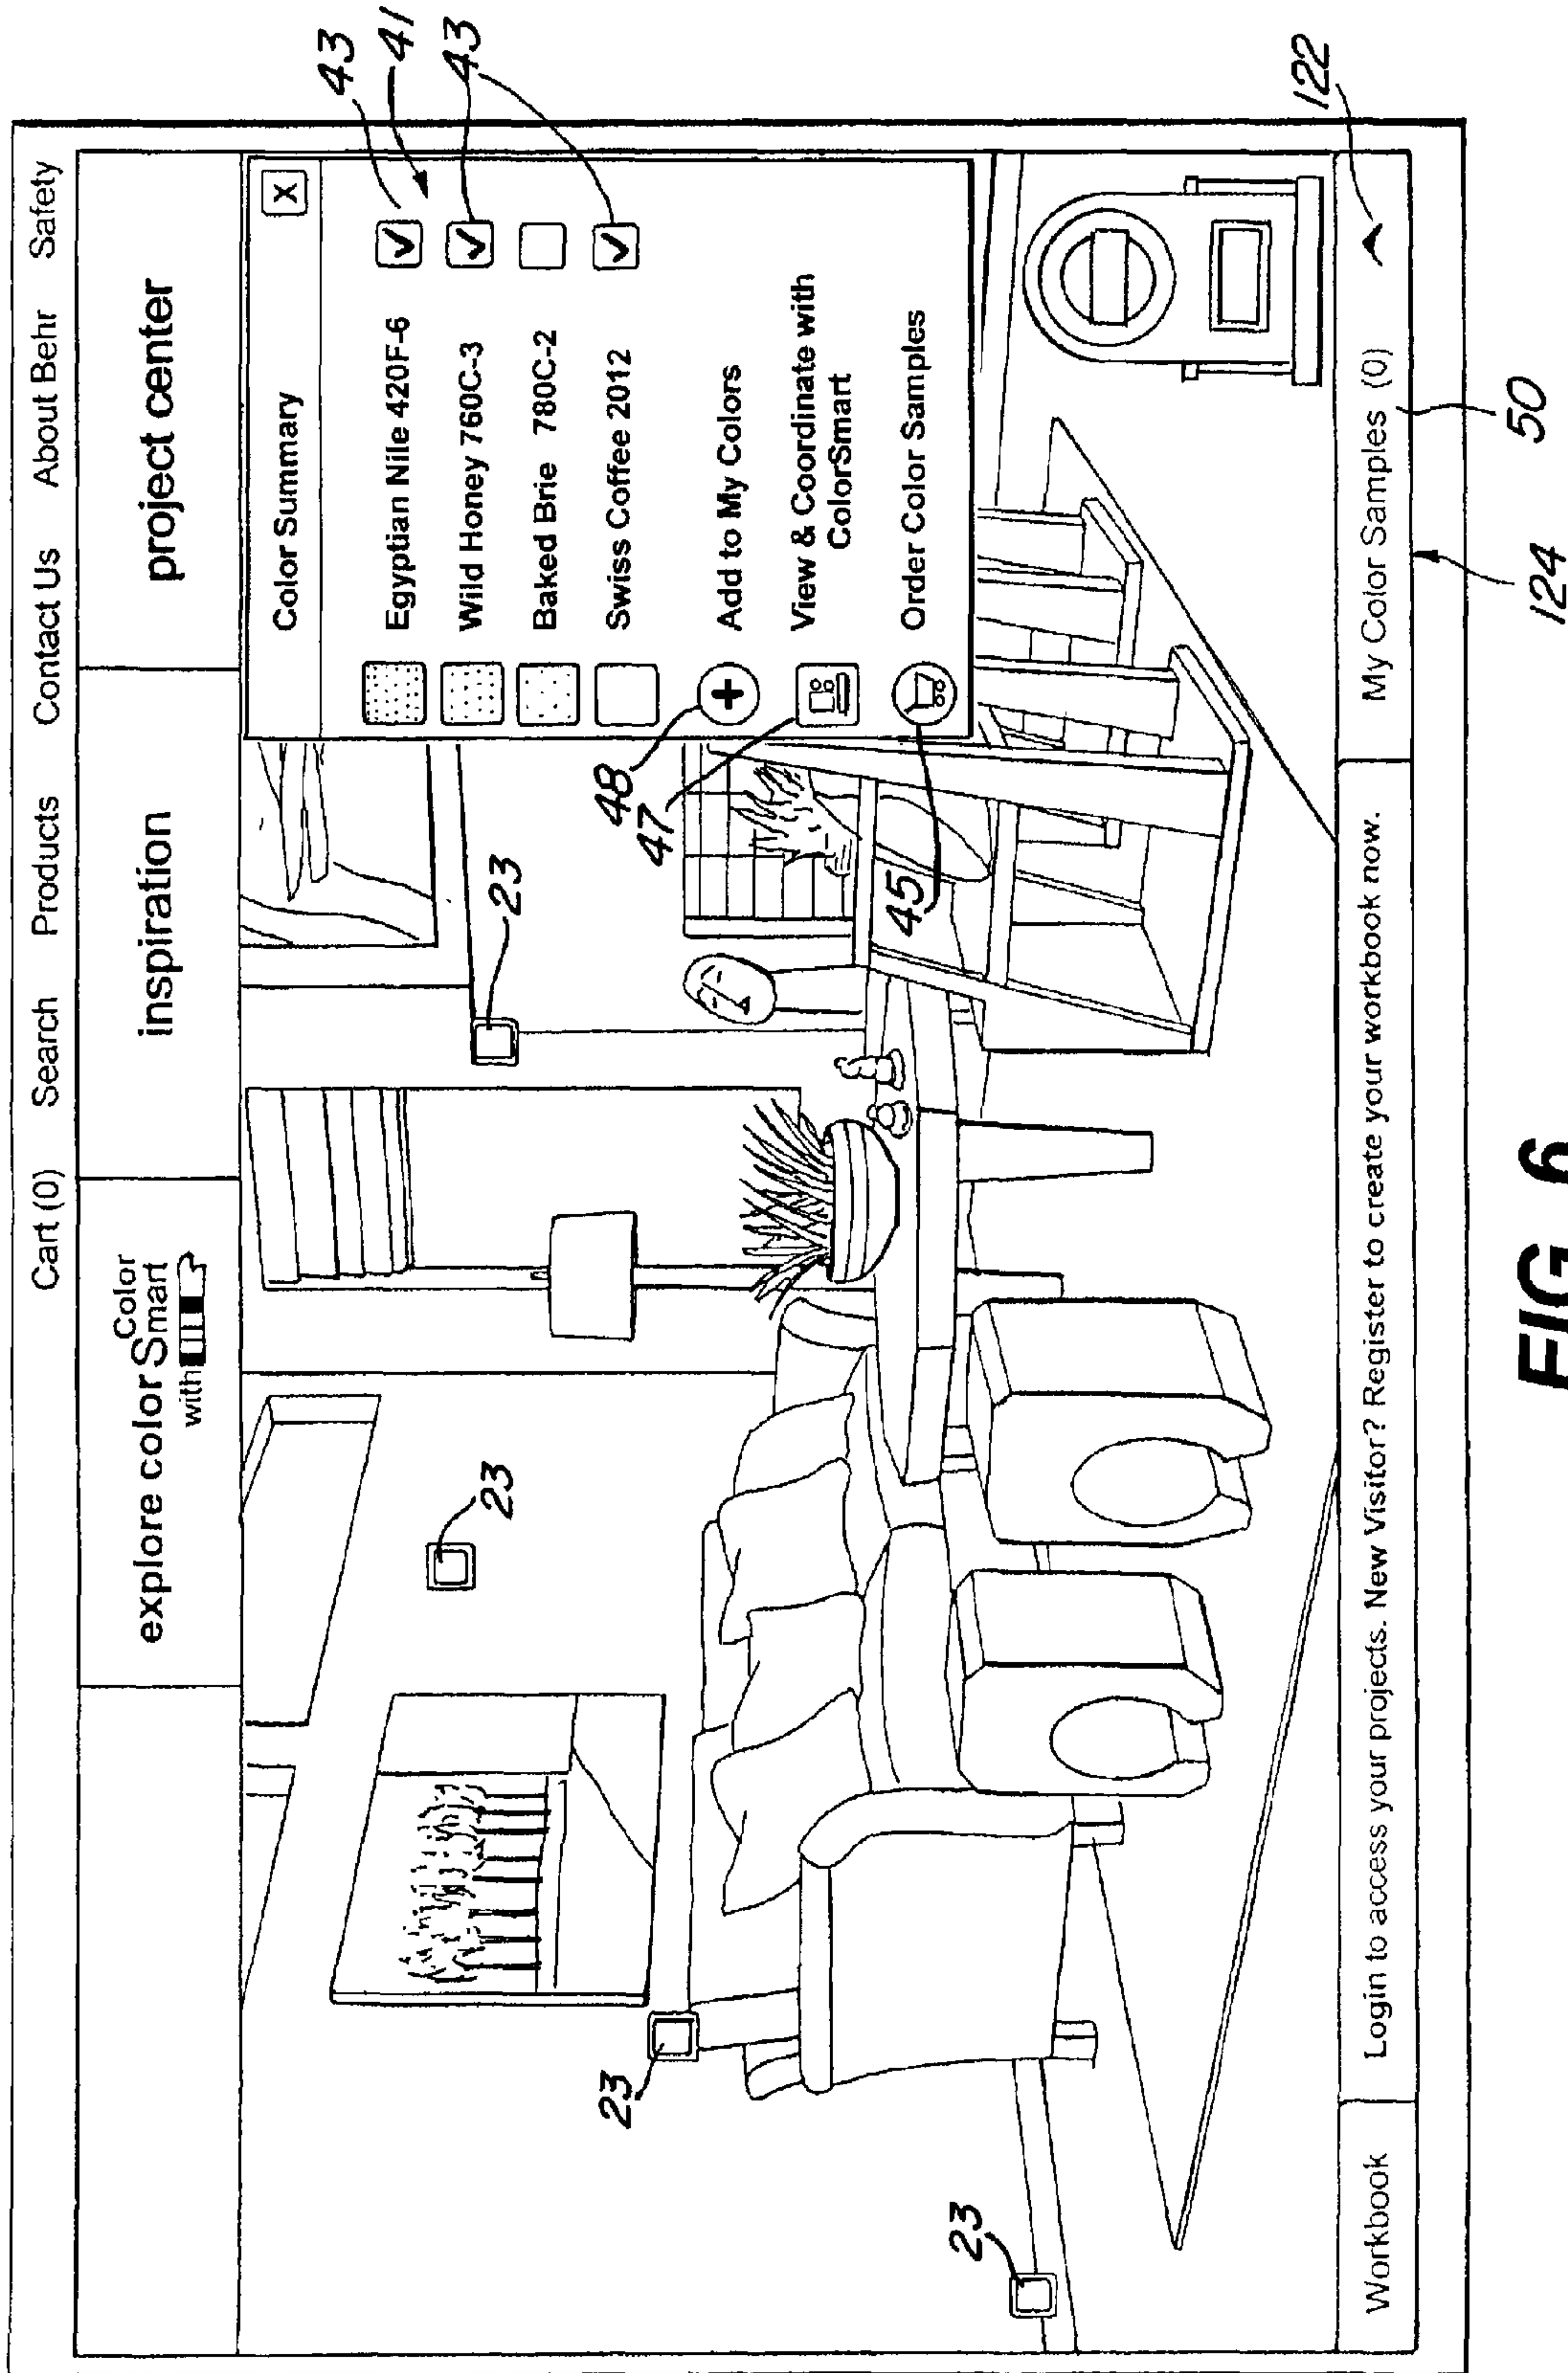 Cart (0) Search Products Contact Us About Behr Safety
explore color
with
Color
Smart
inspiration
project center
Color Summary X
Egyptian Nile 420F-6
Wild Honey 760C-3
Baked Brie 780C-2
Swiss Coffee 2012
+ Add to My Colors
View & Coordinate with
ColorSmart
Order Color Samples
43
41
43
48
47
45
23
23
23
23
Workbook
Login to access your projects. New Visitor? Register to create your workbook now.
My Color Samples (0)
122
50
124
FIG. 6